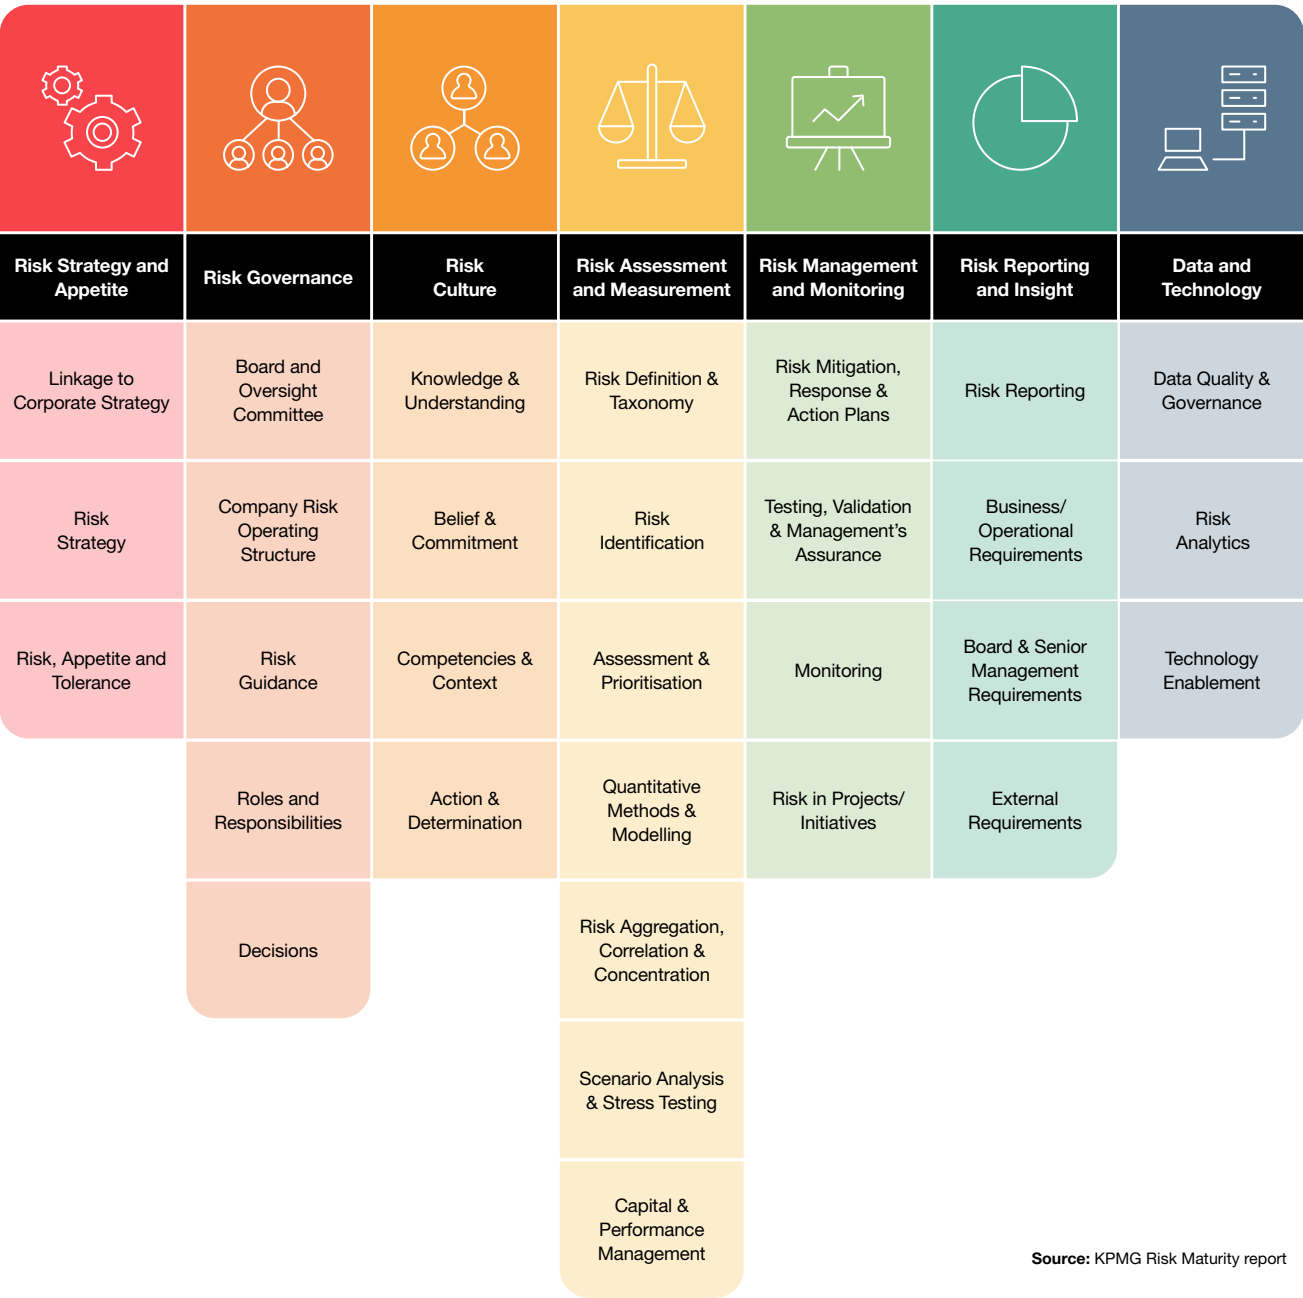 Risk Strategy and
Appetite
Risk Governance
Risk
Culture
Risk Assessment
and Measurement
Risk Management
and Monitoring
Risk Reporting
and Insight
Data and
Technology
Linkage to
Corporate Strategy
Board and
Oversight
Committee
Knowledge &
Understanding
Risk Definition &
Taxonomy
Risk Mitigation,
Response &
Action Plans
Risk Reporting
Data Quality &
Governance
Risk
Strategy
Company Risk
Operating
Structure
Belief &
Commitment
Risk
Identification
Testing, Validation
& Management's
Assurance
Business/
Operational
Requirements
Risk
Analytics
Risk, Appetite and
Tolerance
Risk
Guidance
Competencies &
Context
Assessment &
Prioritisation
Monitoring
Board & Senior
Management
Requirements
Technology
Enablement
Roles and
Responsibilities
Action &
Determination
Quantitative
Methods &
Modelling
Risk in Projects/
Initiatives
External
Requirements
Decisions
Risk Aggregation,
Correlation &
Concentration
Scenario Analysis
& Stress Testing
Capital &
Performance
Management
Source: KPMG Risk Maturity report